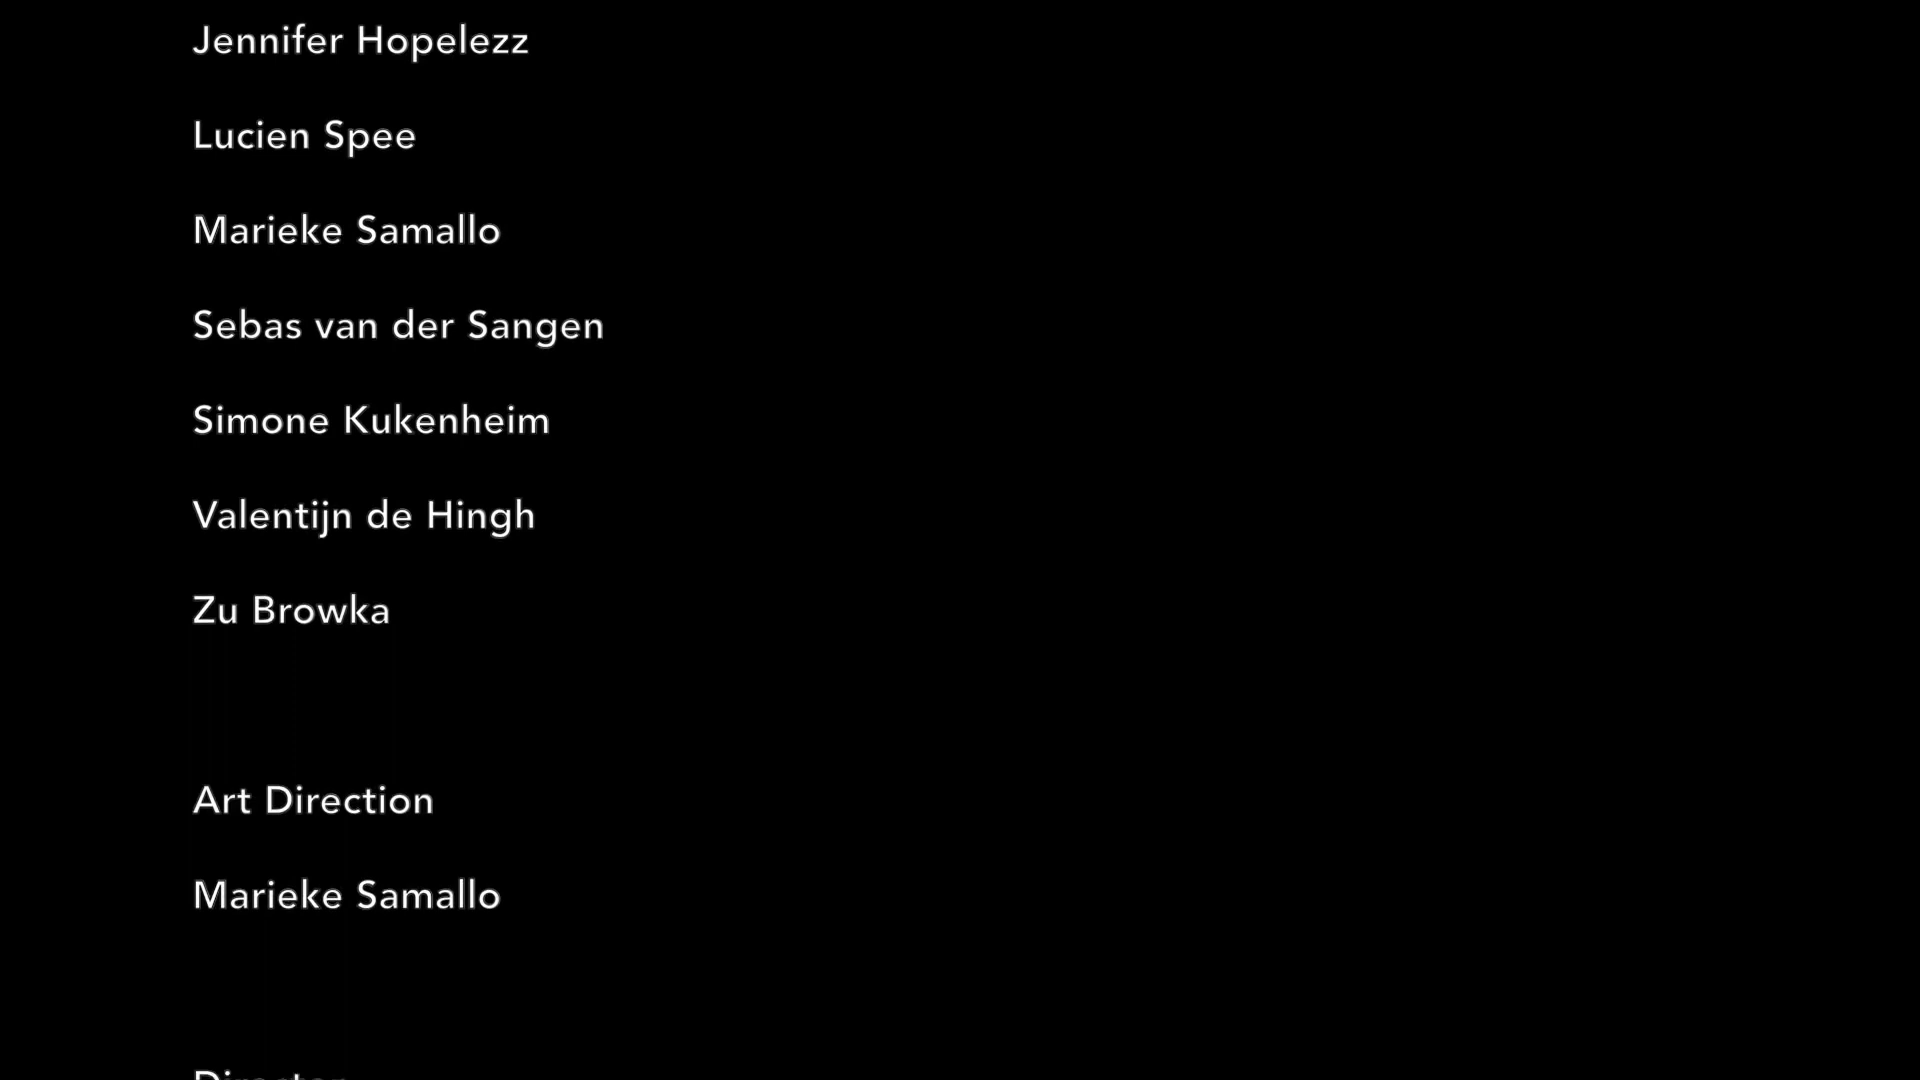 Jennifer Hopelezz
Lucien Spee
Marieke Samallo
Sebas van der Sangen
Simone Kukenheim
Valentijn de Hingh
Zu Browka
Art Direction
Marieke Samallo
Director